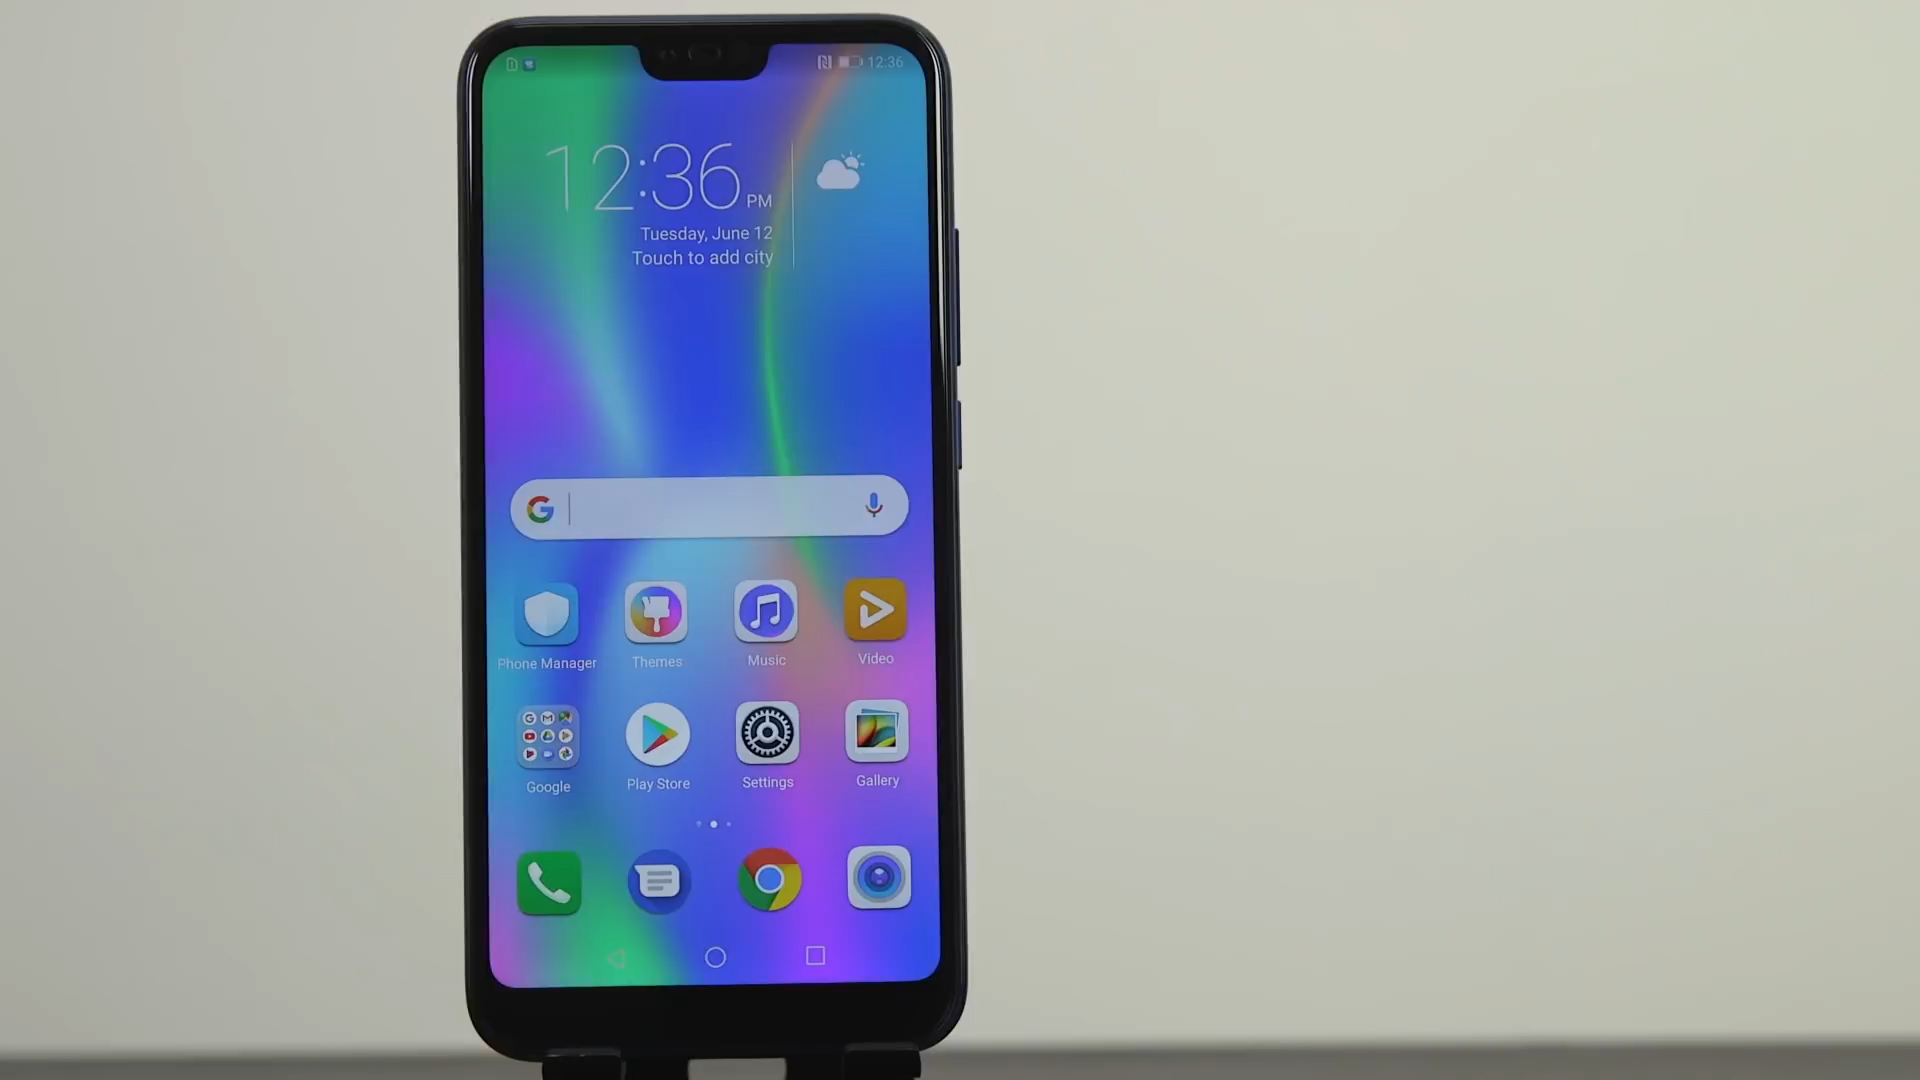 12:36
12:36 PM
Tuesday, June 12
Touch to add city
G
Phone Manager
Themes
Music
Video
Google
Play Store
Settings
Gallery